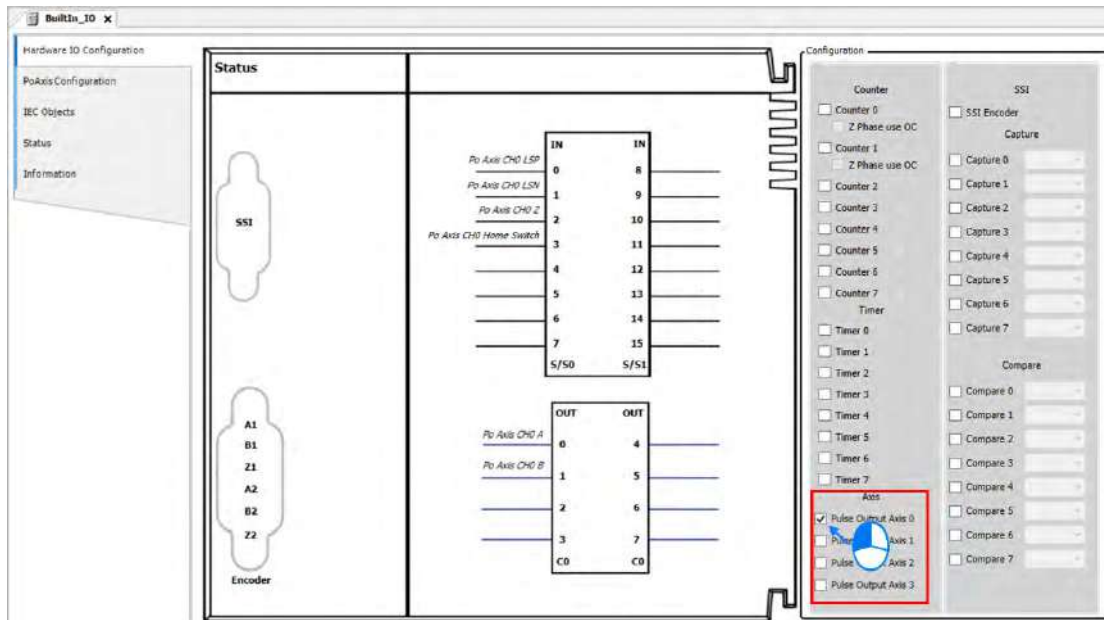 BuiltIn_IO x
Hardware IO Configuration
PoAxis Configuration
IEC Objects
Status
Information
Status
SSI
A1
B1
Z1
A2
B2
Z2
Encoder
IN IN
Po Axis CH0 LSP 0 8
Po Axis CH0 LSN 1 9
Po Axis CH0 Z 2 10
Po Axis CH0 Home Switch 3 11
4 12
5 13
6 14
7 15
S/S0 S/S1
OUT OUT
Po Axis CH0 A 0 4
Po Axis CH0 B 1 5
2 6
3 7
C0 C0
Configuration
Counter
Counter 0
Z Phase use OC
Counter 1
Z Phase use OC
Counter 2
Counter 3
Counter 4
Counter 5
Counter 6
Counter 7
Timer
Timer 0
Timer 1
Timer 2
Timer 3
Timer 4
Timer 5
Timer 6
Timer 7
Axis
Pulse Output Axis 0
Axis 1
Axis 2
Pulse Output Axis 3
SSI
SSI Encoder
Capture
Capture 0
Capture 1
Capture 2
Capture 3
Capture 4
Capture 5
Capture 6
Capture 7
Compare
Compare 0
Compare 1
Compare 2
Compare 3
Compare 4
Compare 5
Compare 6
Compare 7